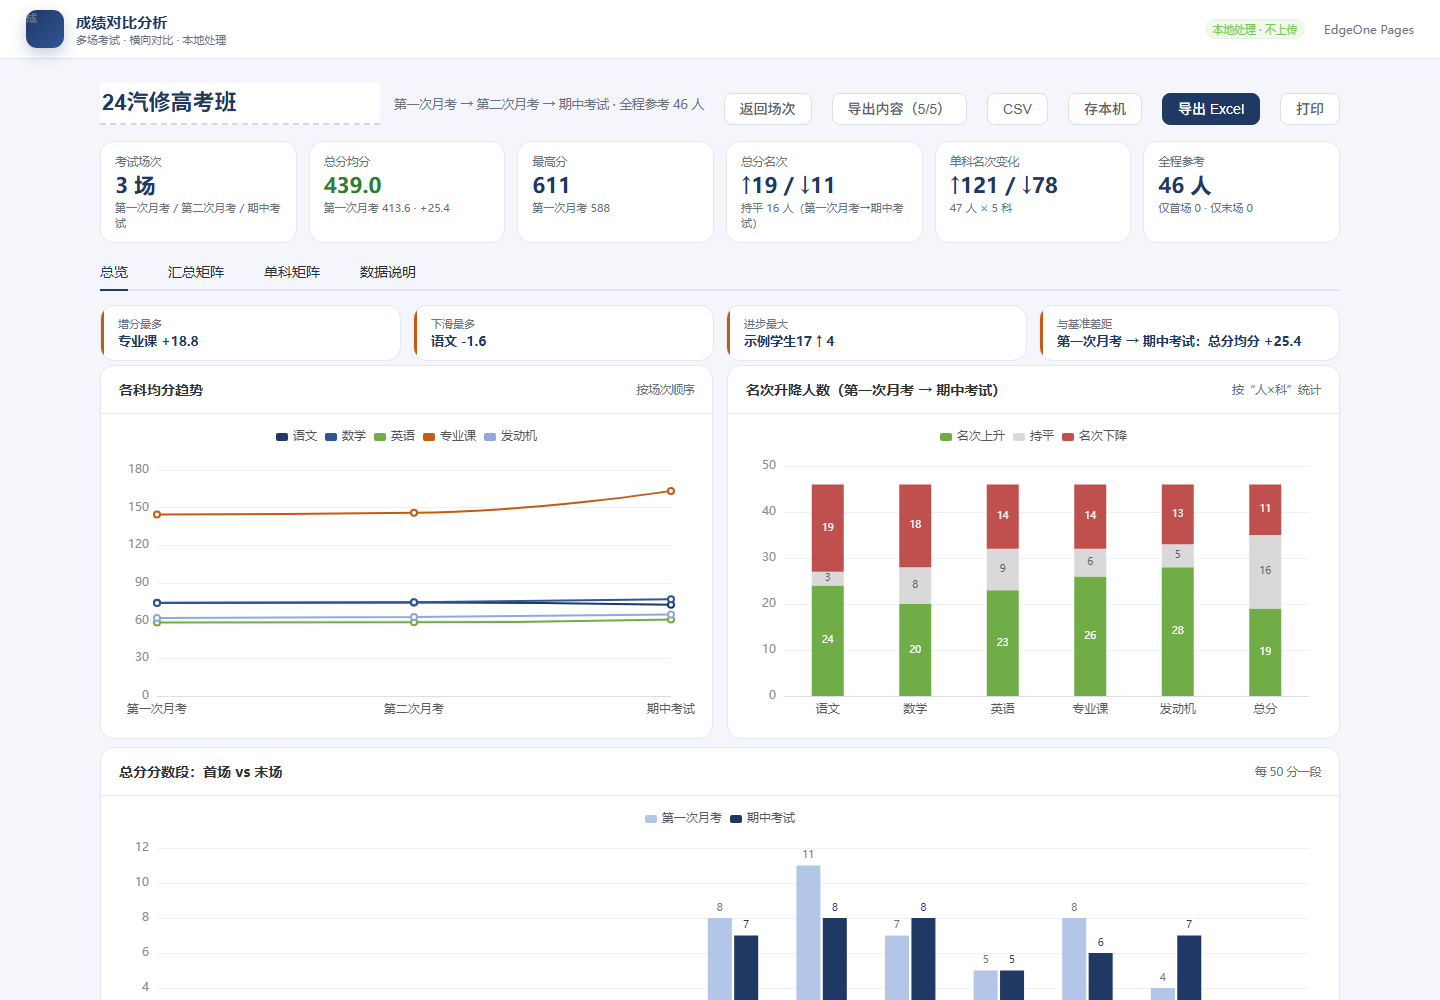 成
成绩对比分析
多场考试 · 横向对比 · 本地处理
本地处理 · 不上传
EdgeOne Pages
24汽修高考班
第一次月考 → 第二次月考 → 期中考试 · 全程参考 46 人
返回场次
导出内容（5/5）
CSV
存本机
导出 Excel
打印
考试场次
3 场
第一次月考 / 第二次月考 / 期中考
试
总分均分
439.0
第一次月考 413.6 · +25.4
最高分
611
第一次月考 588
总分名次
↑19 / ↓11
持平 16 人（第一次月考→期中考
试）
单科名次变化
↑121 / ↓78
47 人 × 5 科
全程参考
46 人
仅首场 0 · 仅末场 0
总览
汇总矩阵
单科矩阵
数据说明
增分最多
专业课 +18.8
下滑最多
语文 -1.6
进步最大
示例学生17 ↑ 4
与基准差距
第一次月考 → 期中考试：总分均分 +25.4
各科均分趋势
按场次顺序
语文 数学 英语 专业课 发动机
180
150
120
90
60
30
0
第一次月考
第二次月考
期中考试
名次升降人数（第一次月考 → 期中考试）
按“人×科”统计
名次上升 持平 名次下降
50
40
30
20
10
0
19
3
24
18
8
20
14
9
23
14
6
26
13
5
28
11
16
19
语文
数学
英语
专业课
发动机
总分
总分分数段：首场 vs 末场
每 50 分一段
第一次月考 期中考试
12
10
8
6
4
8
7
11
8
7
8
5
5
8
6
4
7